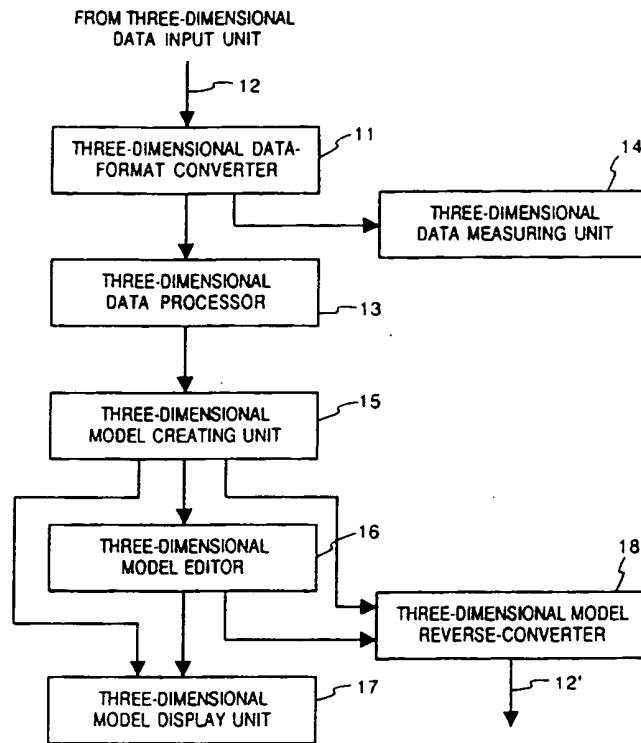 FROM THREE-DIMENSIONAL
DATA INPUT UNIT
12
11
THREE-DIMENSIONAL DATA-
FORMAT CONVERTER
14
THREE-DIMENSIONAL
DATA MEASURING UNIT
THREE-DIMENSIONAL
DATA PROCESSOR
13
15
THREE-DIMENSIONAL
MODEL CREATING UNIT
16
THREE-DIMENSIONAL
MODEL EDITOR
18
THREE-DIMENSIONAL MODEL
REVERSE-CONVERTER
17
THREE-DIMENSIONAL
MODEL DISPLAY UNIT
12'